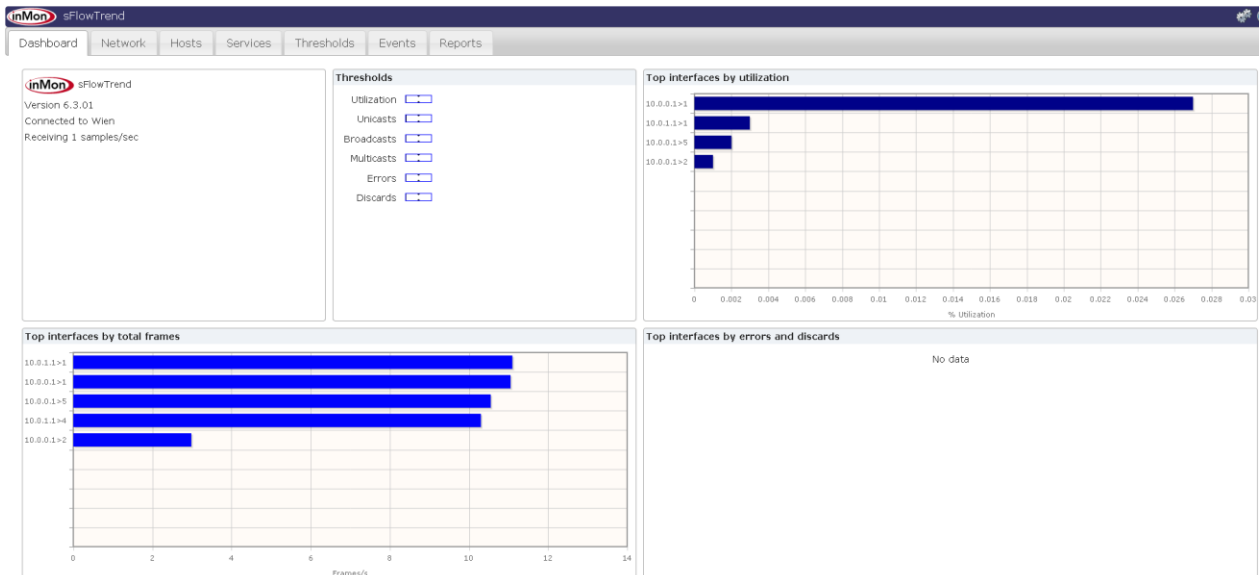 inMon sFlowTrend
Dashboard Network Hosts Services Thresholds Events Reports
inMon sFlowTrend
Version 6.3.01
Connected to Wien
Receiving 1 samples/sec
Thresholds
Utilization
Unicasts
Broadcasts
Multicasts
Errors
Discards
Top interfaces by utilization
10.0.0.1>1
10.0.1.1>1
10.0.0.1>5
10.0.0.1>2
0 0.002 0.004 0.006 0.008 0.01 0.012 0.014 0.016 0.018 0.02 0.022 0.024 0.026 0.028 0.03
% Utilization
Top interfaces by total frames
10.0.1.1>1
10.0.0.1>1
10.0.0.1>5
10.0.1.1>4
10.0.0.1>2
0 2 4 6 8 10 12 14
Frames/s
Top interfaces by errors and discards
No data